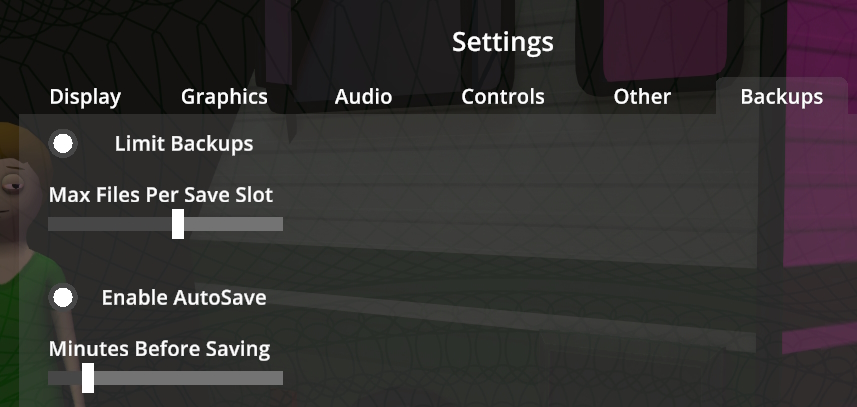 Settings
Display Graphics Audio Controls Other Backups
Limit Backups
Max Files Per Save Slot
Enable AutoSave
Minutes Before Saving